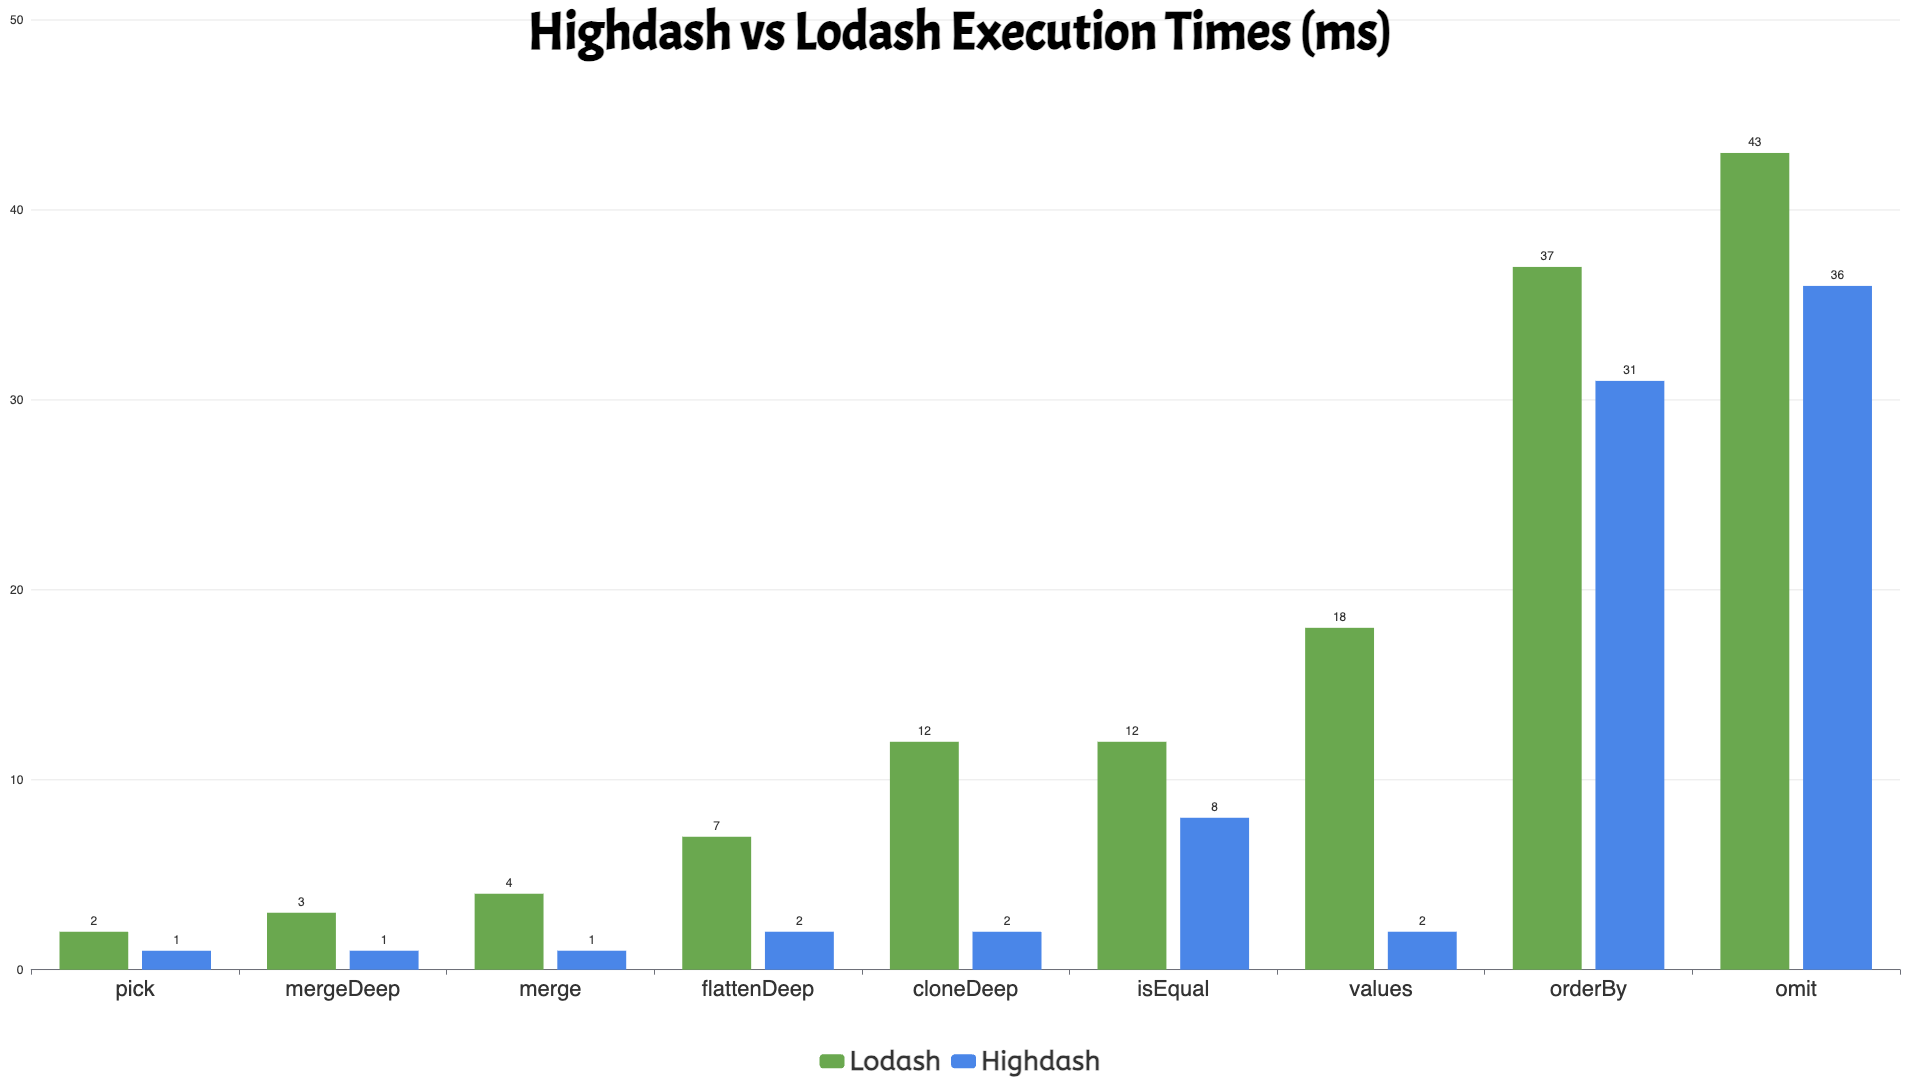 Highdash vs Lodash Execution Times (ms)
50
40
30
20
10
0
2
1
3
1
4
1
7
2
12
2
12
8
18
2
37
31
43
36
pick
mergeDeep
merge
flattenDeep
cloneDeep
isEqual
values
orderBy
omit
Lodash
Highdash